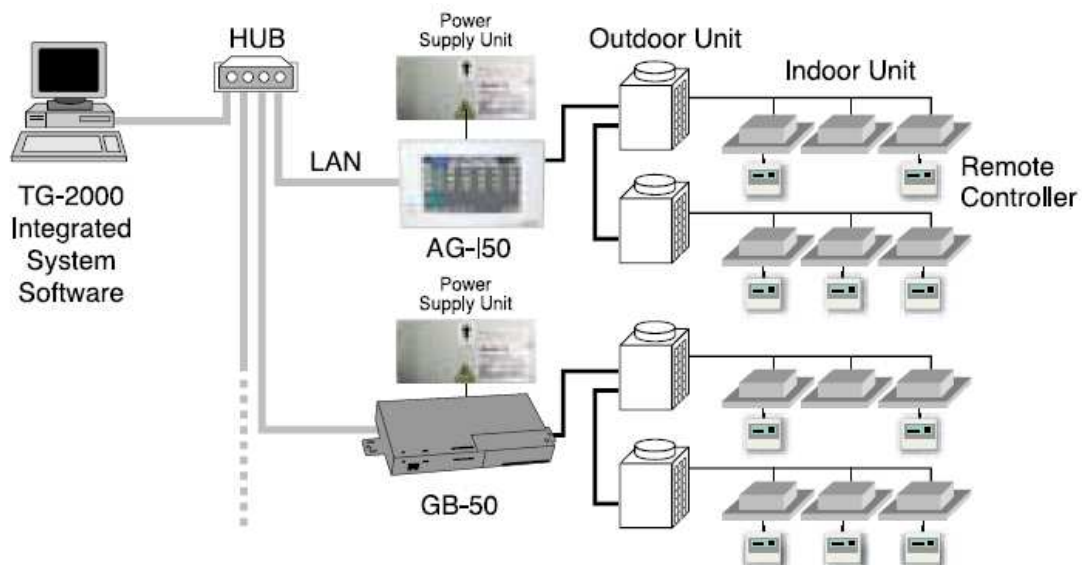 Power
Supply Unit
HUB
Outdoor Unit
Indoor Unit
LAN
Remote
Controller
TG-2000
Integrated
System
Software
AG-I50
Power
Supply Unit
GB-50